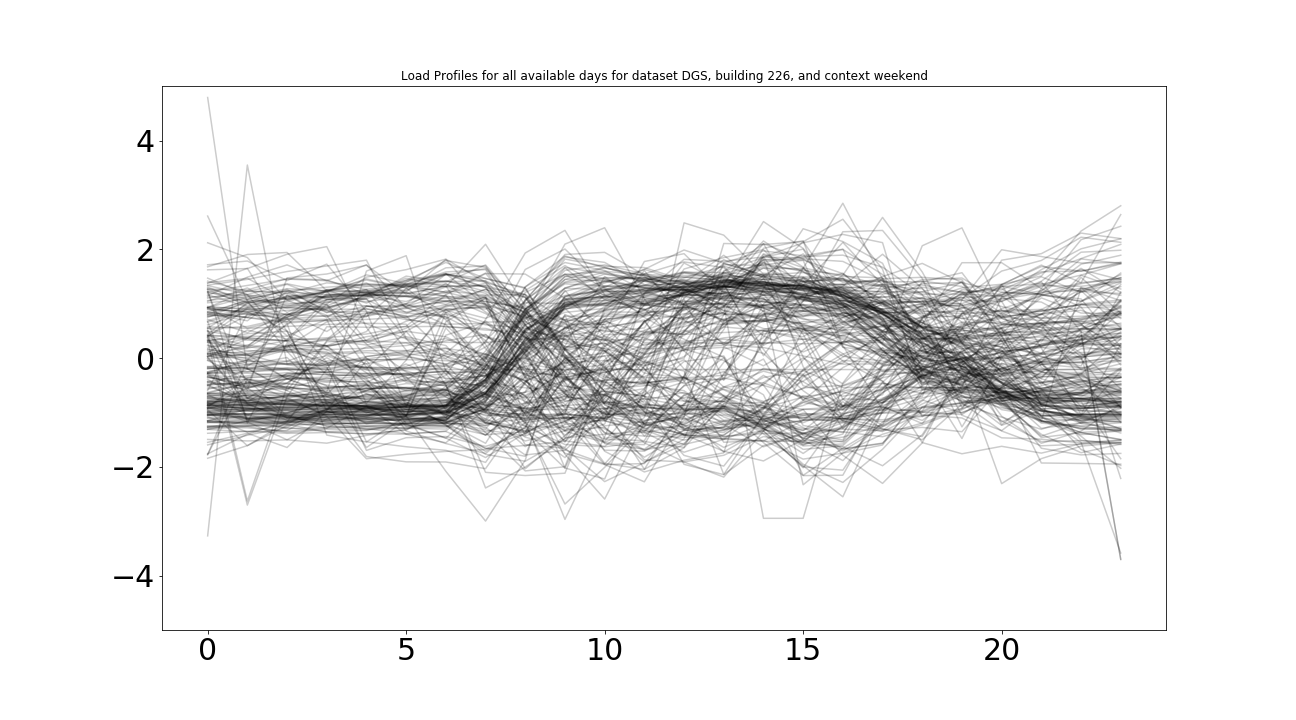 Load Profiles for all available days for dataset DGS, building 226, and context weekend
4
2
0
−2
−4
0 5 10 15 20